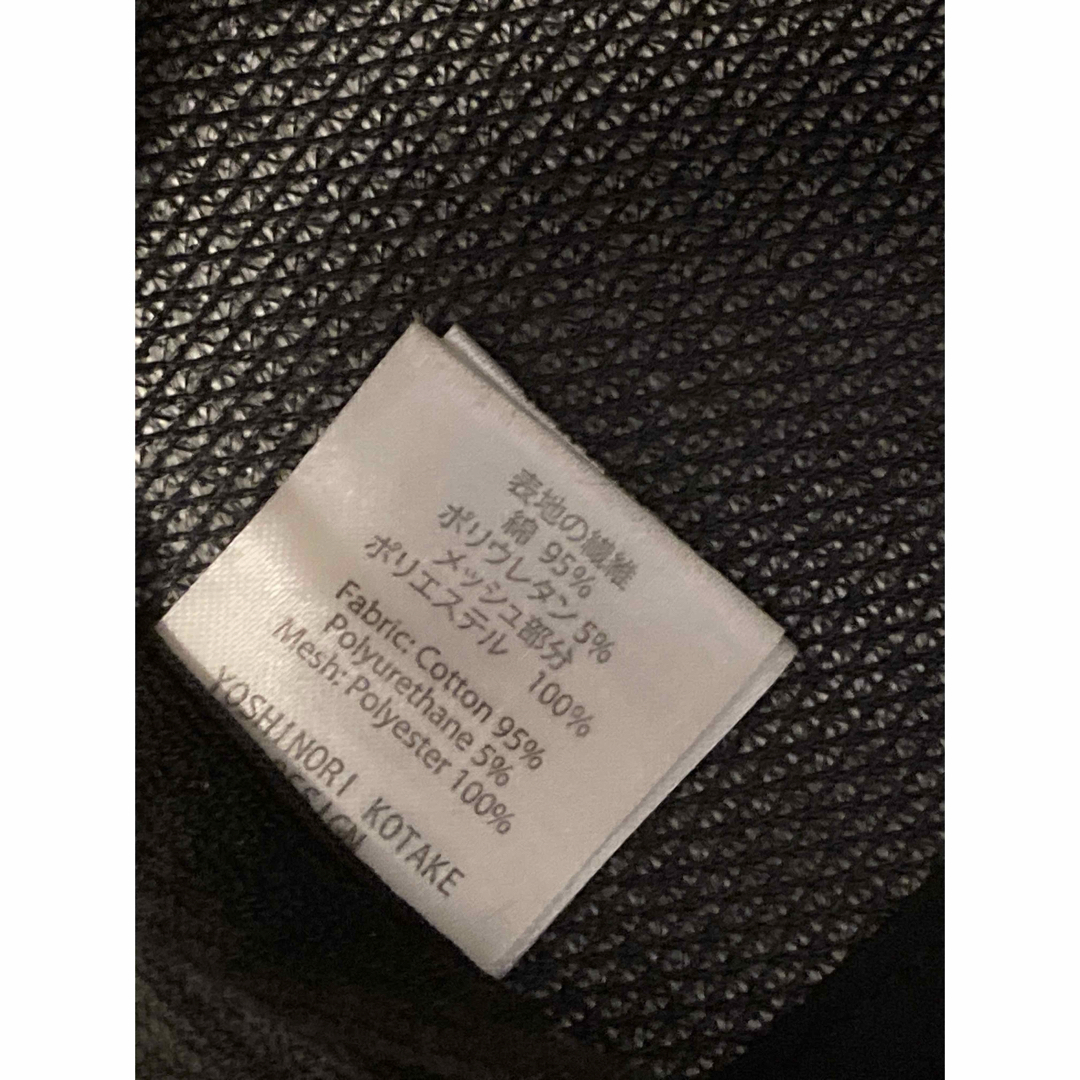 表地の繊維
綿 95%
ポリウレタン 5%
メッシュ部分
ポリエステル 100%
Fabric: Cotton 95%
Polyurethane 5%
Mesh: Polyester 100%
YOSHINORI KOTAKE